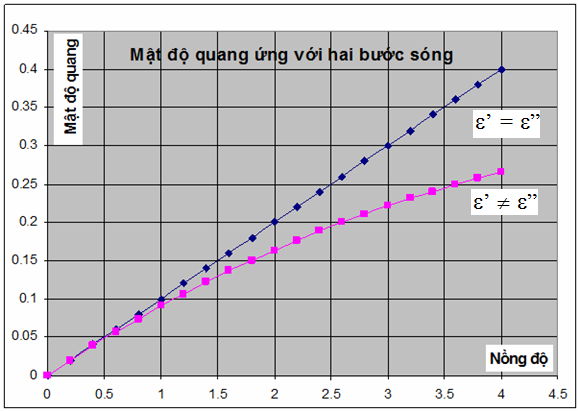 Mật độ quang ứng với hai bước sóng
Mật độ quang
0.45
0.4
0.35
0.3
0.25
0.2
0.15
0.1
0.05
0
ε' = ε”
ε' ≠ ε”
Nồng độ
0 0.5 1 1.5 2 2.5 3 3.5 4 4.5